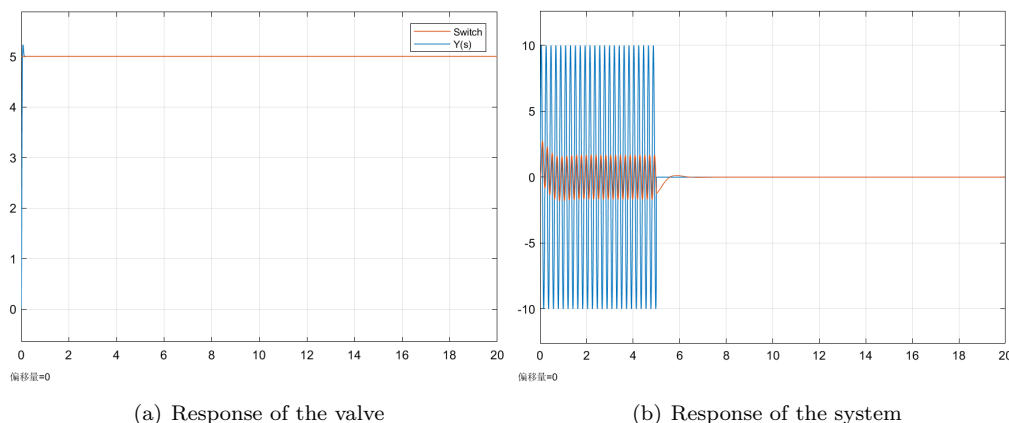 Switch
Y(s)
5
4
3
2
1
0
0 2 4 6 8 10 12 14 16 18 20
偏移量=0
(a) Response of the valve
10
5
0
-5
-10
0 2 4 6 8 10 12 14 16 18 20
偏移量=0
(b) Response of the system